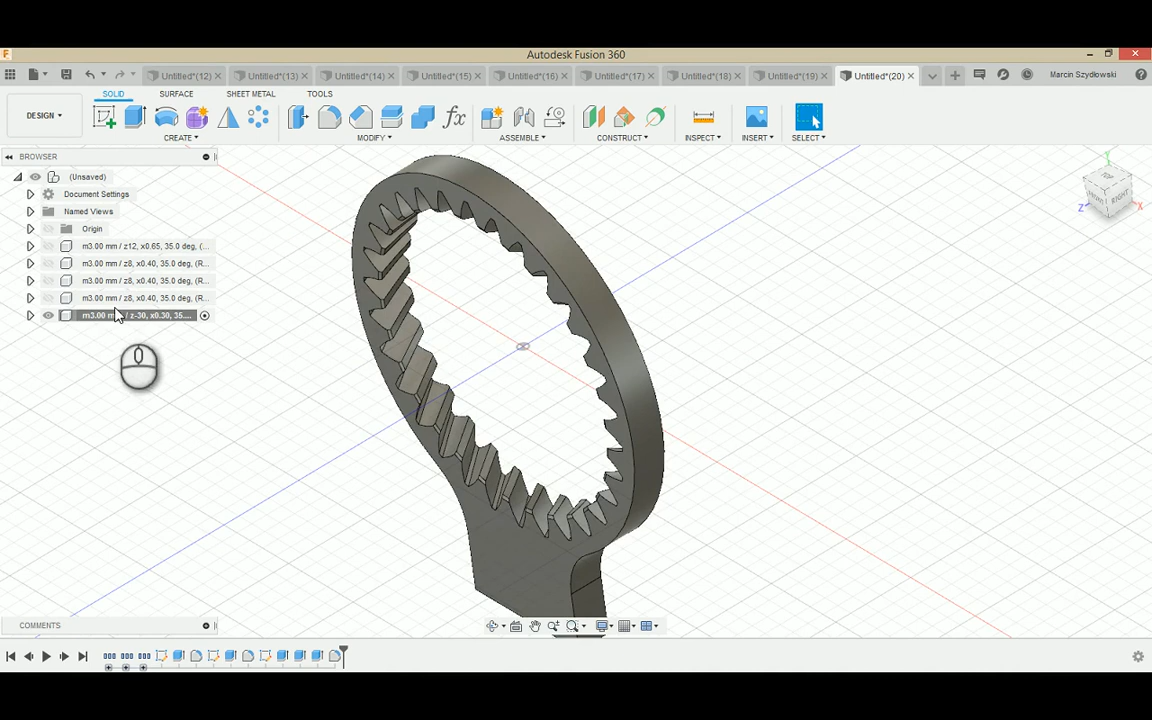 Autodesk Fusion 360
Untitled*(12) Untitled*(13) Untitled*(14) Untitled*(15) Untitled*(16) Untitled*(17) Untitled*(18) Untitled*(19) Untitled*(20) Marcin Szydłowski
SOLID SURFACE SHEET METAL TOOLS
DESIGN
CREATE MODIFY ASSEMBLE CONSTRUCT INSPECT INSERT SELECT
BROWSER
(Unsaved)
Document Settings
Named Views
Origin
m3.00 mm / z12, x0.65, 35.0 deg, (...
m3.00 mm / z8, x0.40, 35.0 deg, (R...
m3.00 mm / z8, x0.40, 35.0 deg, (R...
m3.00 mm / z8, x0.40, 35.0 deg, (R...
/ z-30, x0.30, 35....
Y
RIGHT
Z X
COMMENTS